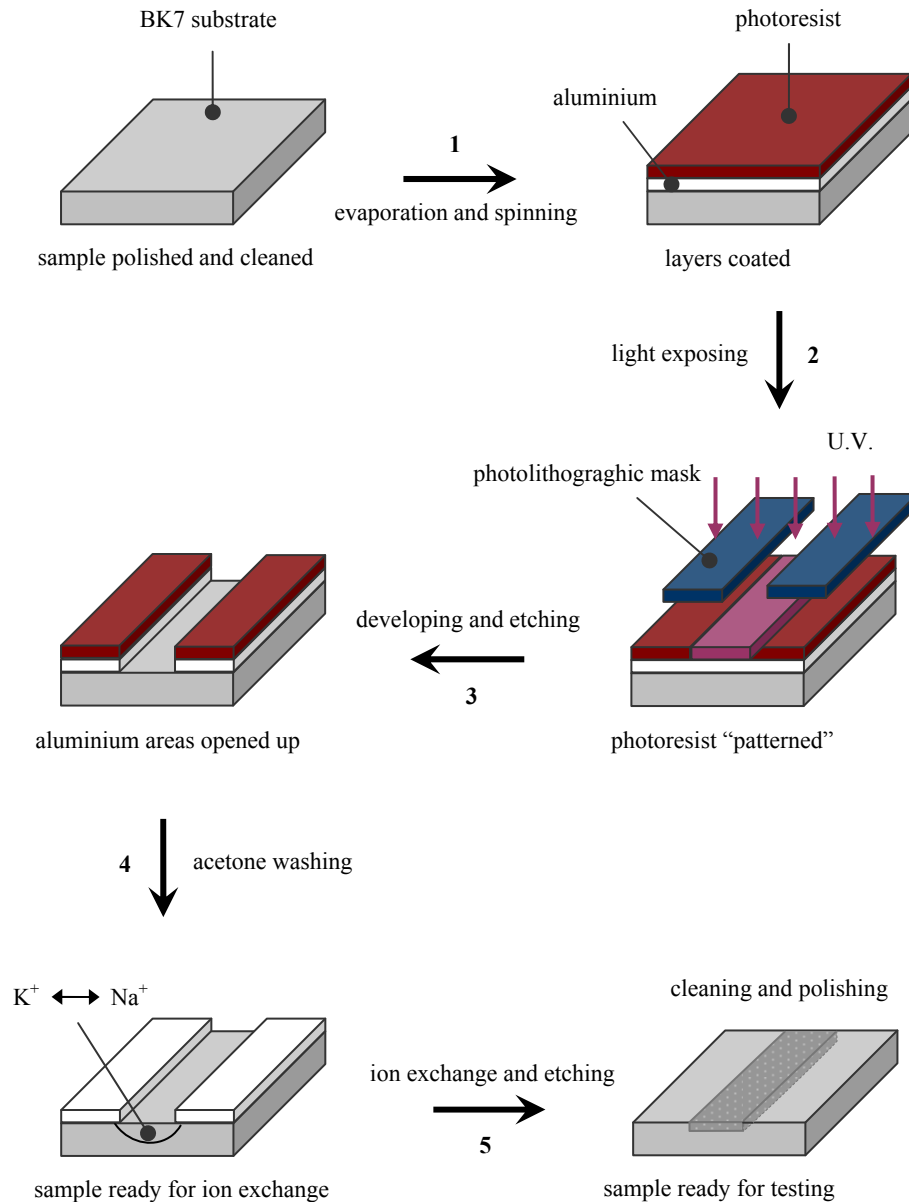 BK7 substrate
photoresist
aluminium
1
evaporation and spinning
sample polished and cleaned
layers coated
light exposing
2
U.V.
photolithograghic mask
developing and etching
3
aluminium areas opened up
photoresist “patterned”
4
acetone washing
K⁺ Na⁺
cleaning and polishing
ion exchange and etching
5
sample ready for ion exchange
sample ready for testing